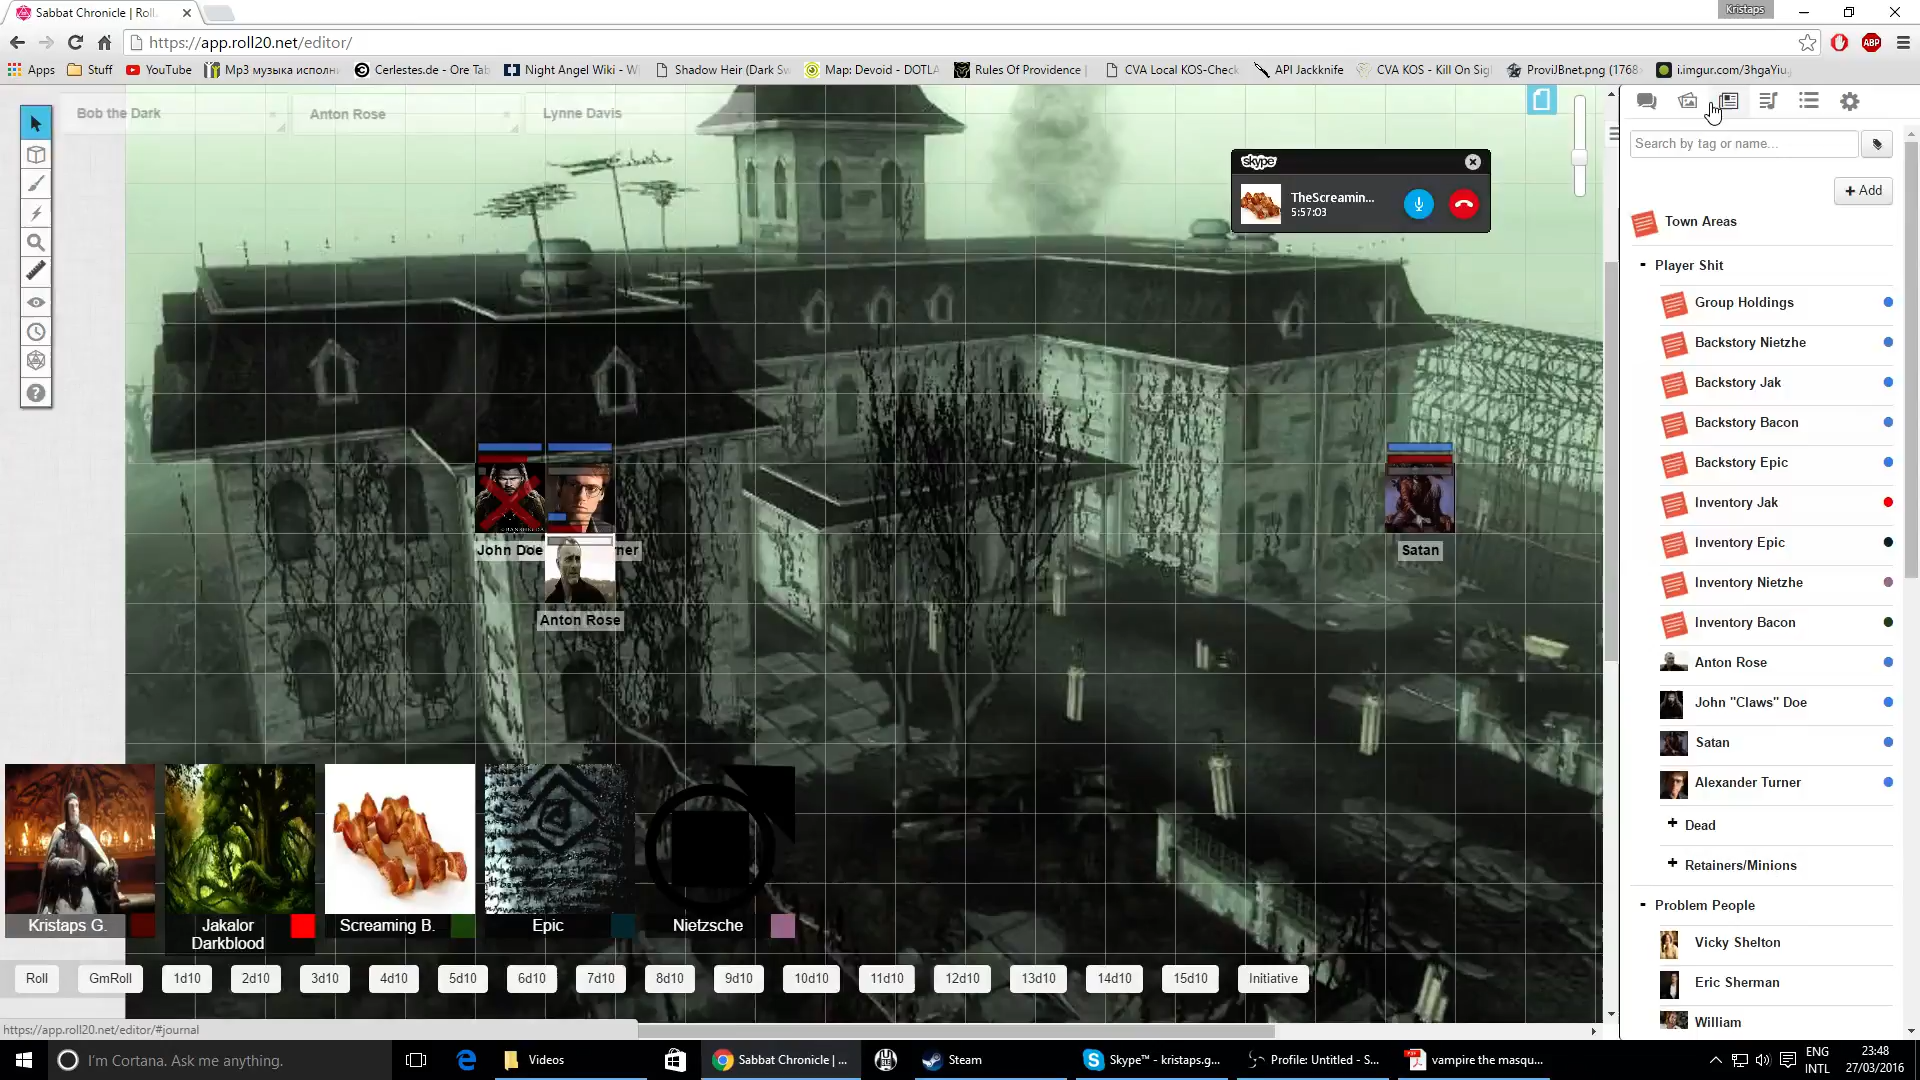 Sabbat Chronicle | Roll
Kristaps
https://app.roll20.net/editor/
Apps
Stuff
YouTube
Mp3 музыка исполни
Cerlestes.de - Ore Tab
Night Angel Wiki - Wi
Shadow Heir (Dark Sw
Map: Devoid - DOTLA
Rules Of Providence |
CVA Local KOS-Check
API Jackknife
CVA KOS - Kill On Sigl
ProviJBnet.png (1768
i.imgur.com/3hgaYiu.
ABP
Bob the Dark
Anton Rose
Lynne Davis
skype
TheScreamin...
5:57:03
Search by tag or name...
+ Add
Town Areas
- Player Shit
Group Holdings
Backstory Nietzhe
Backstory Jak
Backstory Bacon
Backstory Epic
Inventory Jak
Inventory Epic
Inventory Nietzhe
Inventory Bacon
Anton Rose
John "Claws" Doe
Satan
Alexander Turner
+ Dead
+ Retainers/Minions
- Problem People
Vicky Shelton
Eric Sherman
William
John Doe
rner
Anton Rose
Satan
Kristaps G.
Jakalor
Darkblood
Screaming B.
Epic
Nietzsche
Roll
GmRoll
1d10
2d10
3d10
4d10
5d10
6d10
7d10
8d10
9d10
10d10
11d10
12d10
13d10
14d10
15d10
Initiative
https://app.roll20.net/editor/#journal
I'm Cortana. Ask me anything.
Videos
Sabbat Chronicle | ...
Steam
Skype™ - kristaps.g...
Profile: Untitled - S...
vampire the masqu...
ENG
INTL
23:48
27/03/2016